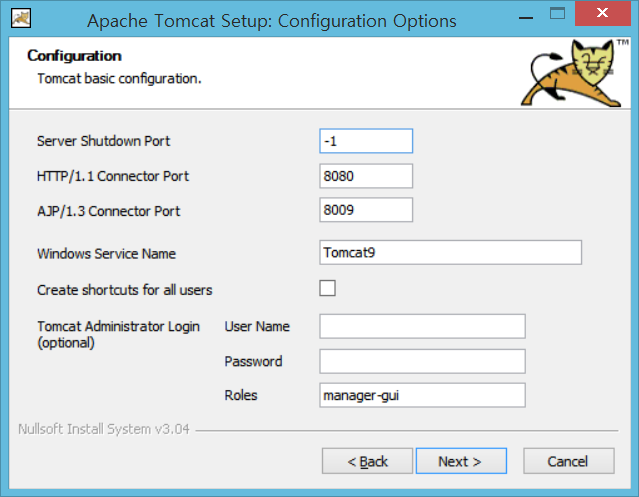 Apache Tomcat Setup: Configuration Options
Configuration
Tomcat basic configuration.
TM
Server Shutdown Port
-1
HTTP/1.1 Connector Port
8080
AJP/1.3 Connector Port
8009
Windows Service Name
Tomcat9
Create shortcuts for all users
Tomcat Administrator Login
(optional)
User Name
Password
Roles
manager-gui
Nullsoft Install System v3.04
< Back
Next >
Cancel